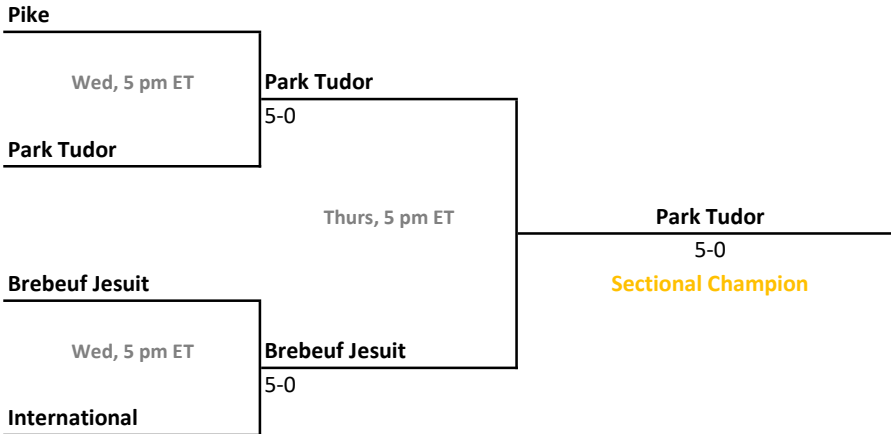 Pike
Wed, 5 pm ET
Park Tudor
5-0
Park Tudor
Thurs, 5 pm ET
Park Tudor
5-0
Sectional Champion
Brebeuf Jesuit
Wed, 5 pm ET
Brebeuf Jesuit
5-0
International